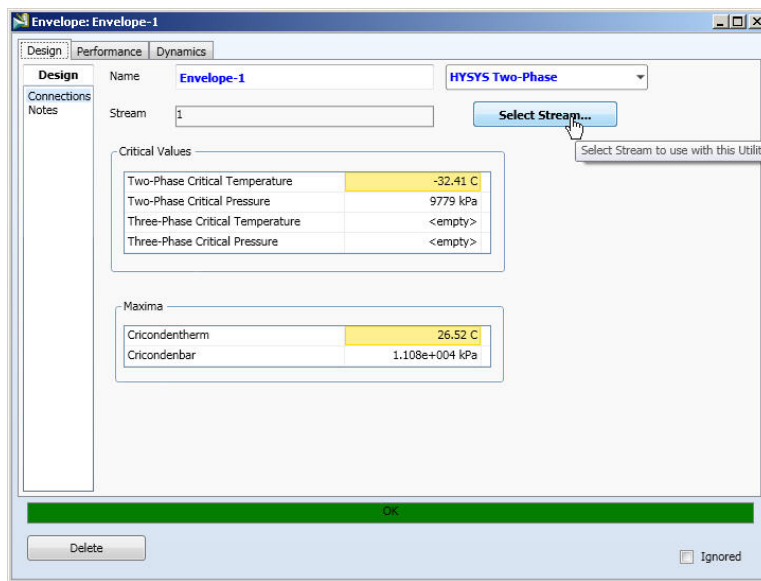 Envelope: Envelope-1
Design Performance Dynamics
Design
Connections
Notes
Name Envelope-1 HYSYS Two-Phase
Stream 1 Select Stream...
Select Stream to use with this Utilit
Critical Values
Two-Phase Critical Temperature -32.41 C
Two-Phase Critical Pressure 9779 kPa
Three-Phase Critical Temperature <empty>
Three-Phase Critical Pressure <empty>
Maxima
Cricondentherm 26.52 C
Cricondenbar 1.108e+004 kPa
OK
Delete
Ignored